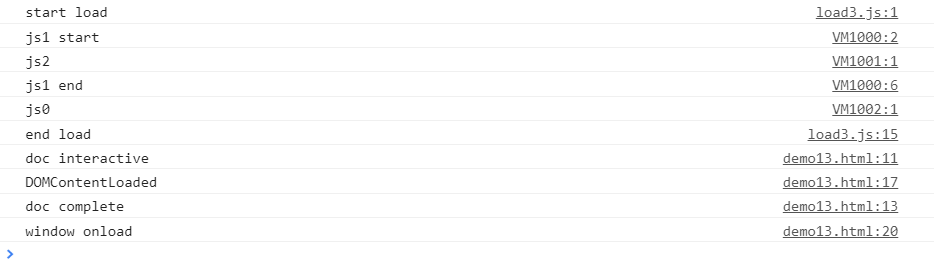 start load load3.js:1
js1 start VM1000:2
js2 VM1001:1
js1 end VM1000:6
js0 VM1002:1
end load load3.js:15
doc interactive demo13.html:11
DOMContentLoaded demo13.html:17
doc complete demo13.html:13
window onload demo13.html:20